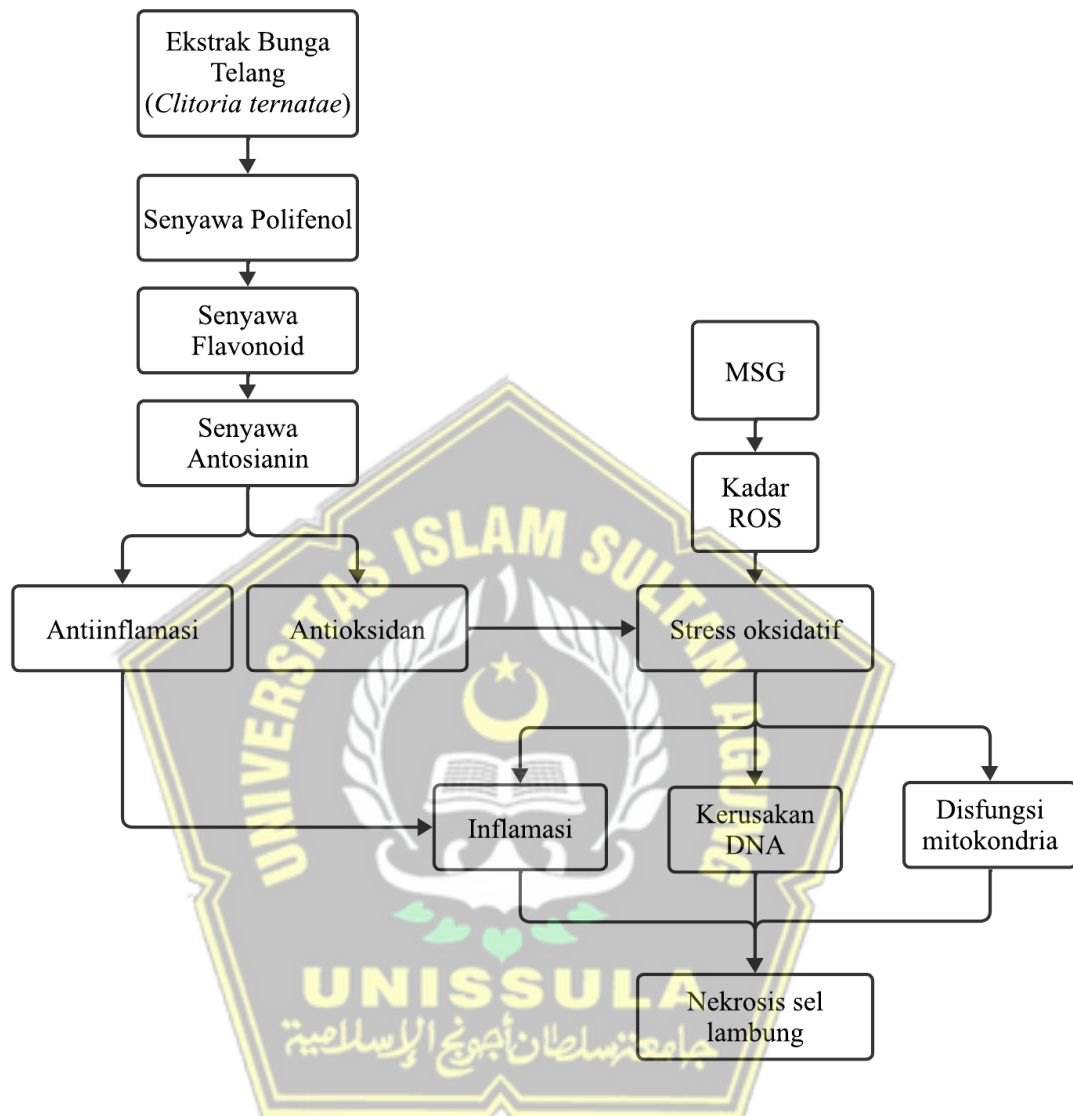 Ekstrak Bunga
Telang
(Clitoria ternatae)
Senyawa Polifenol
Senyawa
Flavonoid
Senyawa
Antosianin
MSG
Kadar
ROS
Antiinflamasi
Antioksidan
Stress oksidatif
Inflamasi
Kerusakan
DNA
Disfungsi
mitokondria
Nekrosis sel
lambung
UNIVERSITAS ISLAM SULTAN AGUNG
UNISSULA
جامعة سلطان أجونج الإسلامية